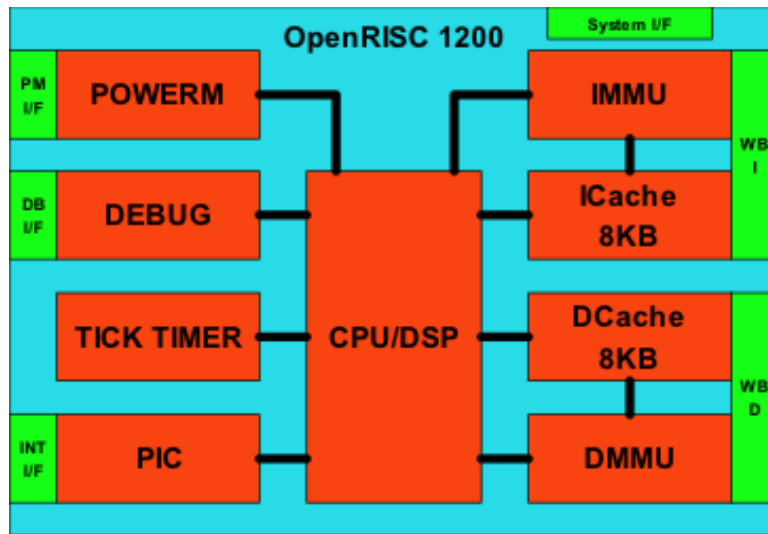 OpenRISC 1200
System I/F
PM
I/F
POWERM
IMMU
WB
I
DB
I/F
DEBUG
ICache
8KB
TICK TIMER
CPU/DSP
DCache
8KB
WB
D
INT
I/F
PIC
DMMU